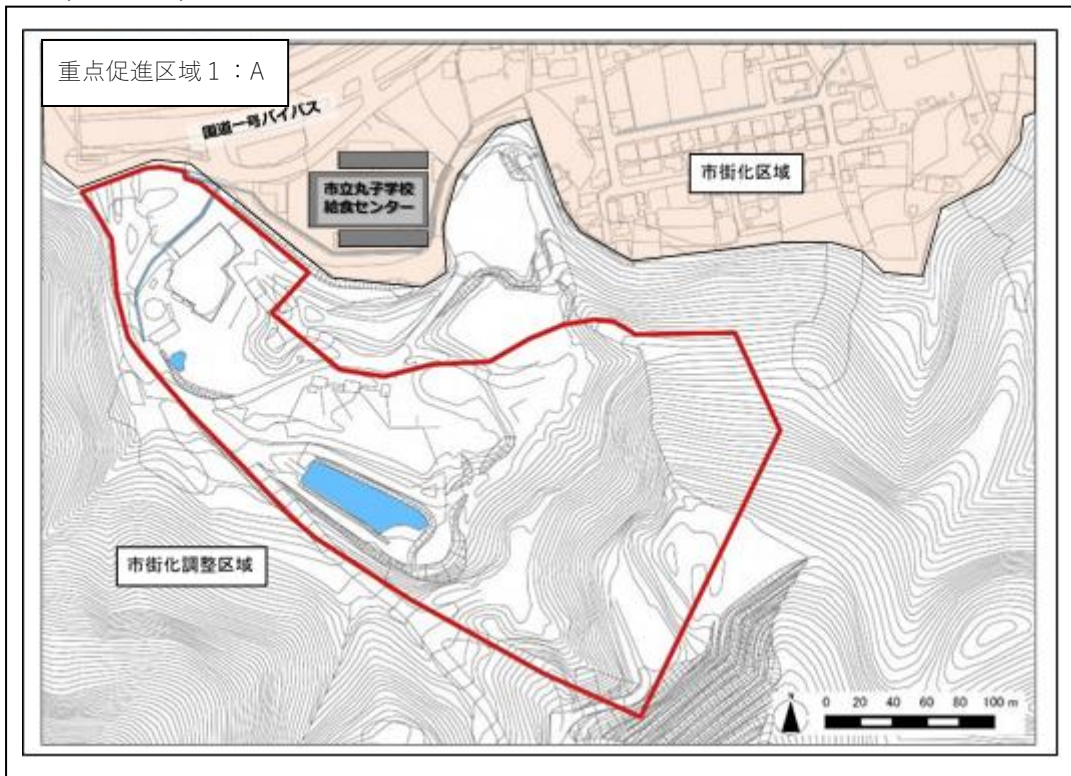 重点促進区域１：A
国道一号バイパス
市立丸子学校
給食センター
市街化区域
市街化調整区域
N
0 20 40 60 80 100 m